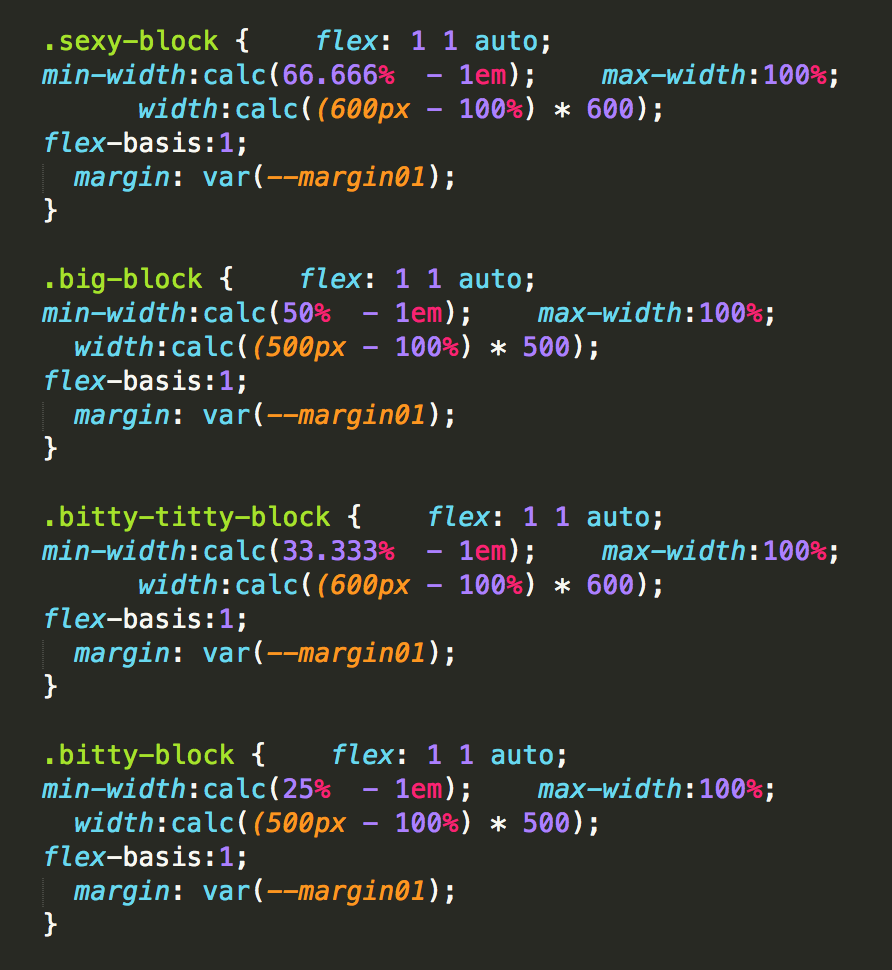 .sexy-block {    flex: 1 1 auto;
min-width:calc(66.666%  - 1em);    max-width:100%;
      width:calc((600px - 100%) * 600);
flex-basis:1;
  margin: var(--margin01);
}
.big-block {    flex: 1 1 auto;
min-width:calc(50%  - 1em);    max-width:100%;
  width:calc((500px - 100%) * 500);
flex-basis:1;
  margin: var(--margin01);
}
.bitty-titty-block {    flex: 1 1 auto;
min-width:calc(33.333%  - 1em);    max-width:100%;
      width:calc((600px - 100%) * 600);
flex-basis:1;
  margin: var(--margin01);
}
.bitty-block {    flex: 1 1 auto;
min-width:calc(25%  - 1em);    max-width:100%;
  width:calc((500px - 100%) * 500);
flex-basis:1;
  margin: var(--margin01);
}